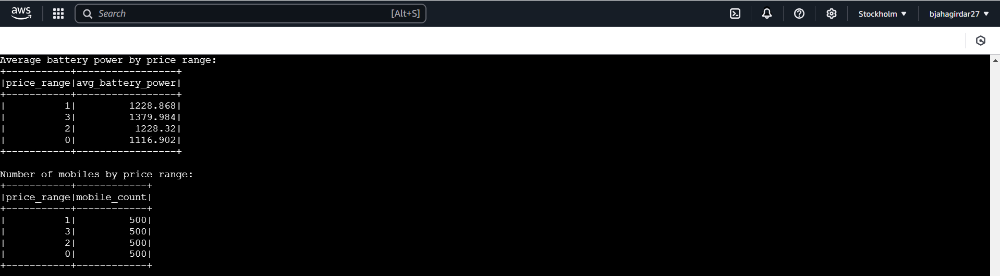 aws
Search [Alt+S]
Stockholm
bjahagirdar27
Average battery power by price range:
+-----------+-----------------+
|price_range|avg_battery_power|
+-----------+-----------------+
|          1|         1228.868|
|          3|         1379.984|
|          2|          1228.32|
|          0|         1116.902|
+-----------+-----------------+
Number of mobiles by price range:
+-----------+------------+
|price_range|mobile_count|
+-----------+------------+
|          1|         500|
|          3|         500|
|          2|         500|
|          0|         500|
+-----------+------------+